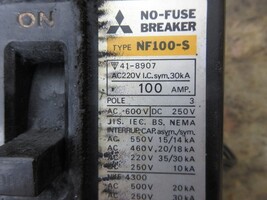 ON
NO-FUSE
BREAKER
TYPE NF100-S
41-8907
AC220V I.C. sym. 30kA
100 AMP.
POLE 3
AC 600V DC 250V
JIS. IEC. BS, NEMA
INTERRUP. CAP. asym./sym.
AC 550V 15/14kA
AC 460V, 20/18kA
AC 220V 35/30kA
DC 250V 10kA
4300
AC 500V 20kA
250V 30kA